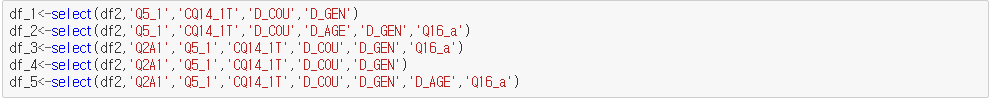 df_1<-select(df2,'Q5_1','CQ14_1T','D_COU','D_GEN')
df_2<-select(df2,'Q5_1','CQ14_1T','D_COU','D_AGE','D_GEN','Q16_a')
df_3<-select(df2,'Q2A1','Q5_1','CQ14_1T','D_COU','D_GEN','Q16_a')
df_4<-select(df2,'Q2A1','Q5_1','CQ14_1T','D_COU','D_GEN')
df_5<-select(df2,'Q2A1','Q5_1','CQ14_1T','D_COU','D_GEN','D_AGE','Q16_a')